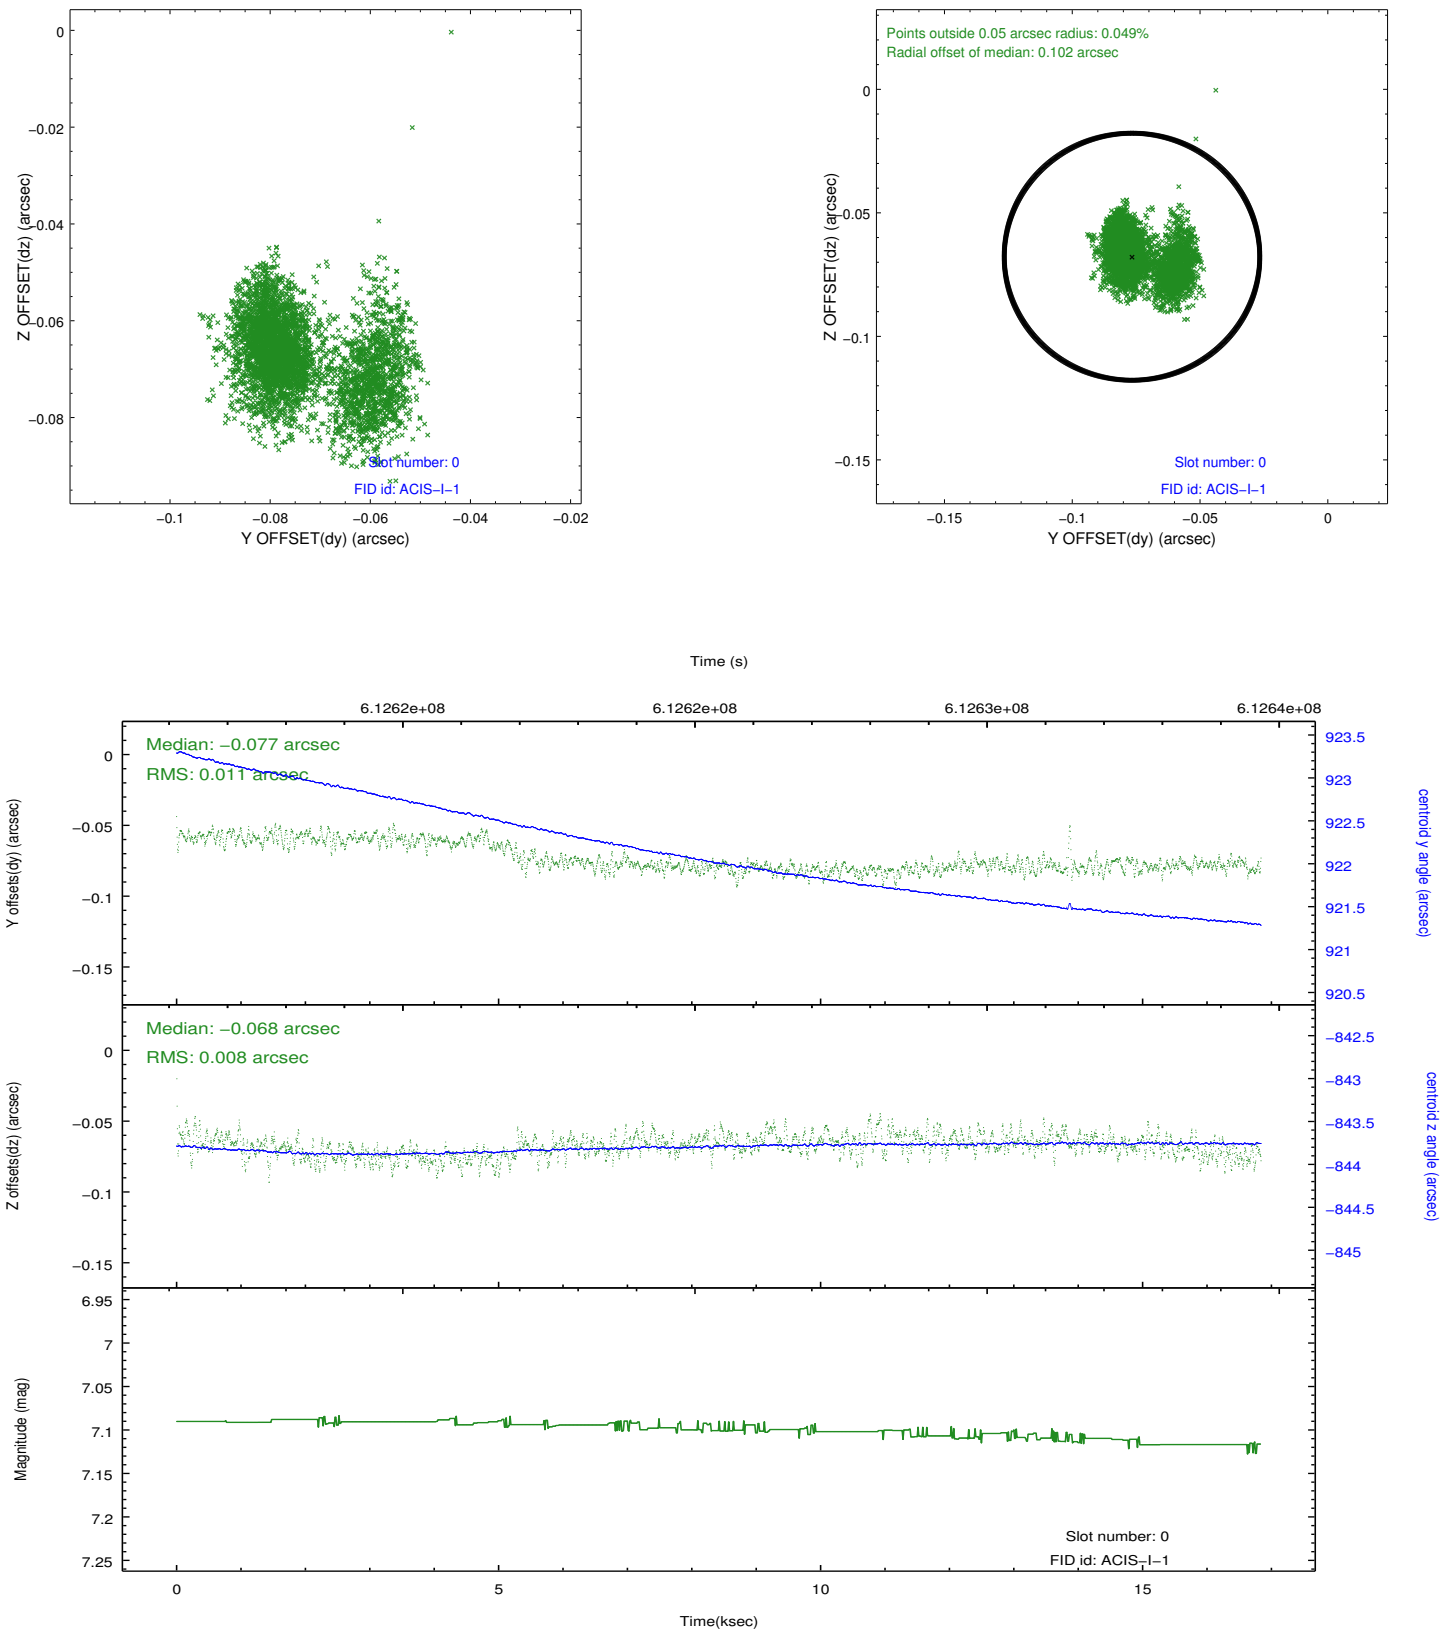 0
−0.02
−0.04
−0.06
−0.08
Z OFFSET(dz) (arcsec)
Slot number: 0
FID id: ACIS−I−1
−0.1 −0.08 −0.06 −0.04 −0.02
Y OFFSET(dy) (arcsec)
Points outside 0.05 arcsec radius: 0.049%
Radial offset of median: 0.102 arcsec
0
−0.05
−0.1
−0.15
Z OFFSET(dz) (arcsec)
Slot number: 0
FID id: ACIS−I−1
−0.15 −0.1 −0.05 0
Y OFFSET(dy) (arcsec)
Time (s)
6.1262e+08 6.1262e+08 6.1263e+08 6.1264e+08
Median: −0.077 arcsec
RMS: 0.011 arcsec
0
−0.05
−0.1
−0.15
Y offsets(dy) (arcsec)
923.5
923
922.5
922
921.5
921
920.5
centroid y angle (arcsec)
Median: −0.068 arcsec
RMS: 0.008 arcsec
0
−0.05
−0.1
−0.15
Z offsets(dz) (arcsec)
−842.5
−843
−843.5
−844
−844.5
−845
centroid z angle (arcsec)
6.95
7
7.05
7.1
7.15
7.2
7.25
Magnitude (mag)
Slot number: 0
FID id: ACIS−I−1
0 5 10 15
Time(ksec)